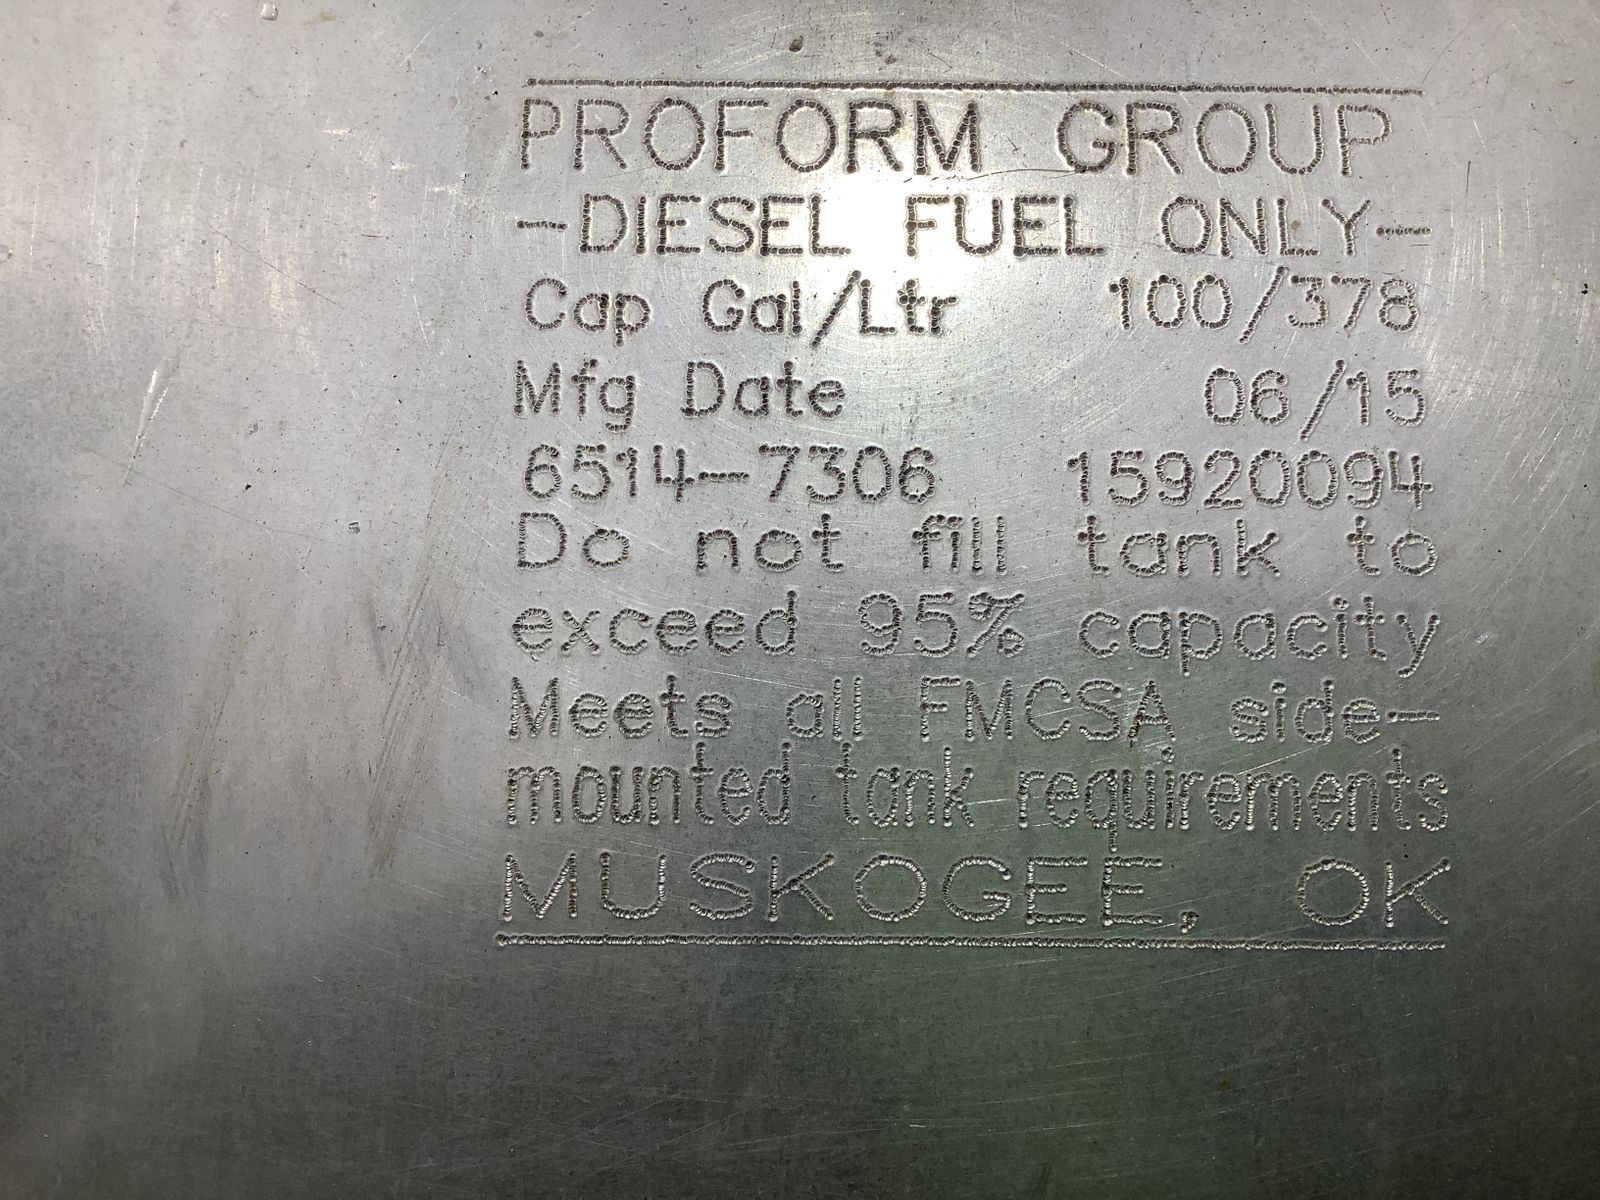 PROFORM GROUP
-DIESEL FUEL ONLY-
Cap Gal/Ltr 100/378
Mfg Date 06/15
6514-7306 15920094
Do not fill tank to
exceed 95% capacity
Meets all FMCSA side-
mounted tank requirements
MUSKOGEE, OK